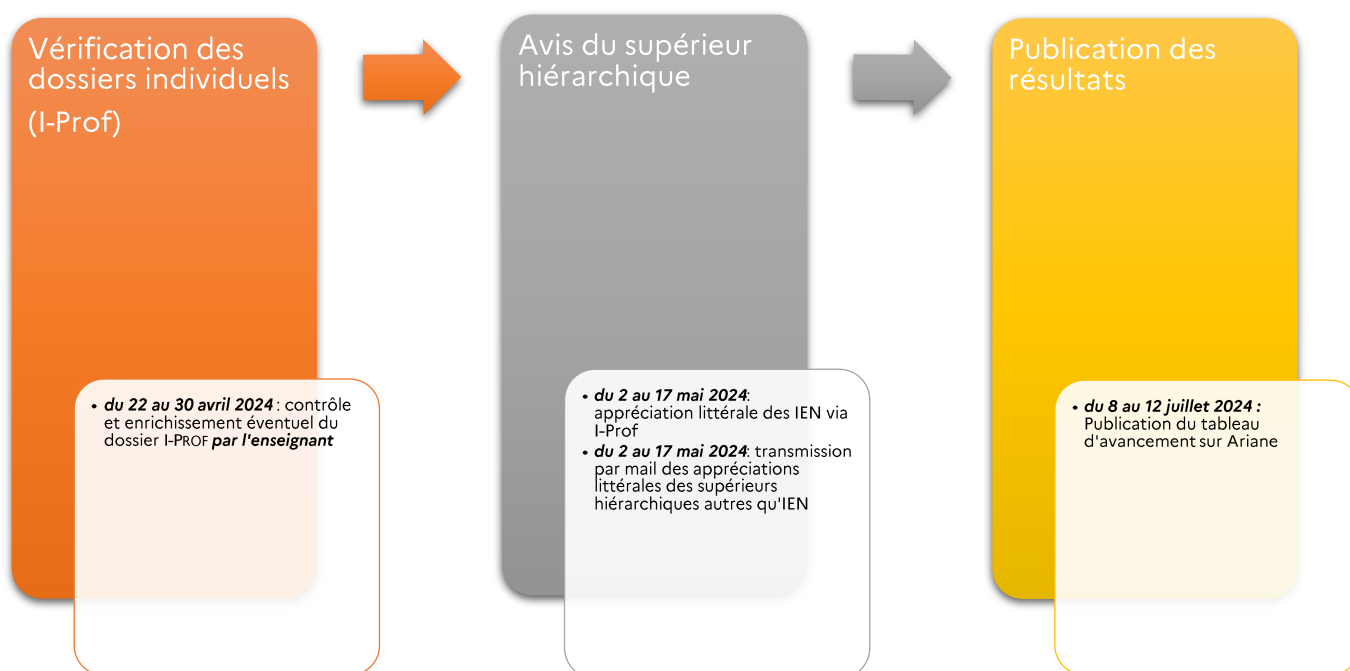 Vérification des
dossiers individuels
(I-Prof)
• du 22 au 30 avril 2024 : contrôle
et enrichissement éventuel du
dossier I-PROF par l'enseignant
Avis du supérieur
hiérarchique
• du 2 au 17 mai 2024:
appréciation littérale des IEN via
I-Prof
• du 2 au 17 mai 2024: transmission
par mail des appréciations
littérales des supérieurs
hiérarchiques autres qu'IEN
Publication des
résultats
• du 8 au 12 juillet 2024 :
Publication du tableau
d'avancement sur Ariane